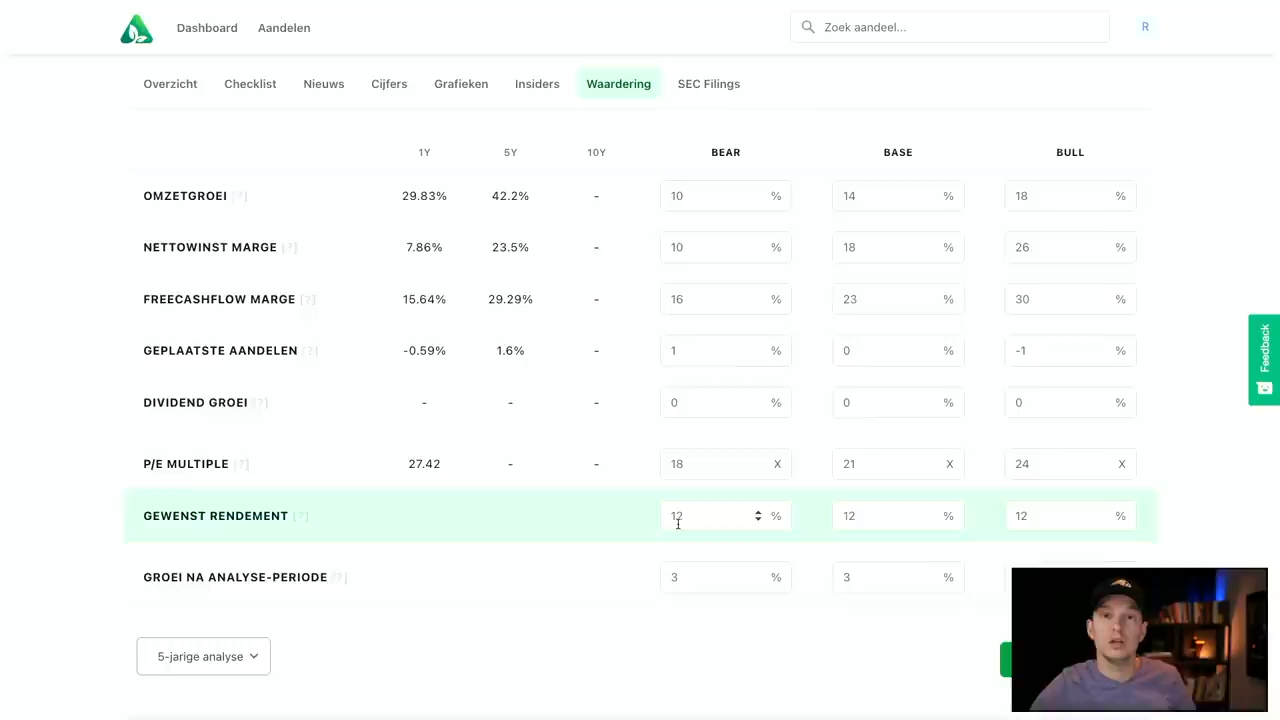 Dashboard Aandelen Zoek aandeel... R
Overzicht Checklist Nieuws Cijfers Grafieken Insiders Waardering SEC Filings
1Y 5Y 10Y BEAR BASE BULL
OMZETGROEI [?] 29.83% 42.2% - 10 % 14 % 18 %
NETTOWINST MARGE [?] 7.86% 23.5% - 10 % 18 % 26 %
FREECASHFLOW MARGE [?] 15.64% 29.29% - 16 % 23 % 30 %
GEPLAATSTE AANDELEN [?] -0.59% 1.6% - 1 % 0 % -1 %
DIVIDEND GROEI [?] - - - 0 % 0 % 0 %
P/E MULTIPLE [?] 27.42 - - 18 X 21 X 24 X
GEWENST RENDEMENT [?] 12 % 12 % 12 %
GROEI NA ANALYSE-PERIODE [?] 3 % 3 %
5-jarige analyse
Feedback